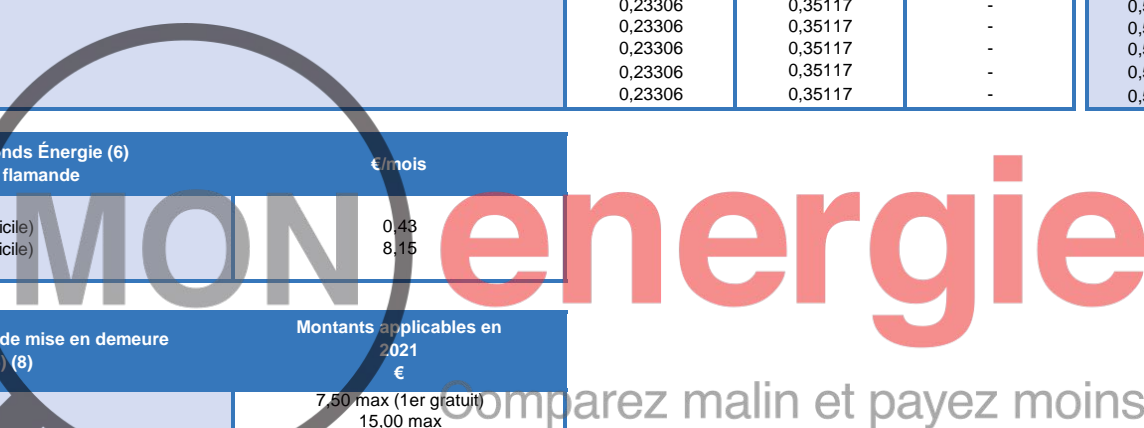 0,23306 0,35117 -
0,23306 0,35117 -
0,23306 0,35117 -
0,23306 0,35117 -
0,23306 0,35117 -
nds Énergie (6) €/mois
flamande
icile) 0,43
icile) 8,15
MON energie
de mise en demeure Montants applicables en
) (8) 2021
€
7,50 max (1er gratuit)
15,00 max
Comparez malin et payez moins